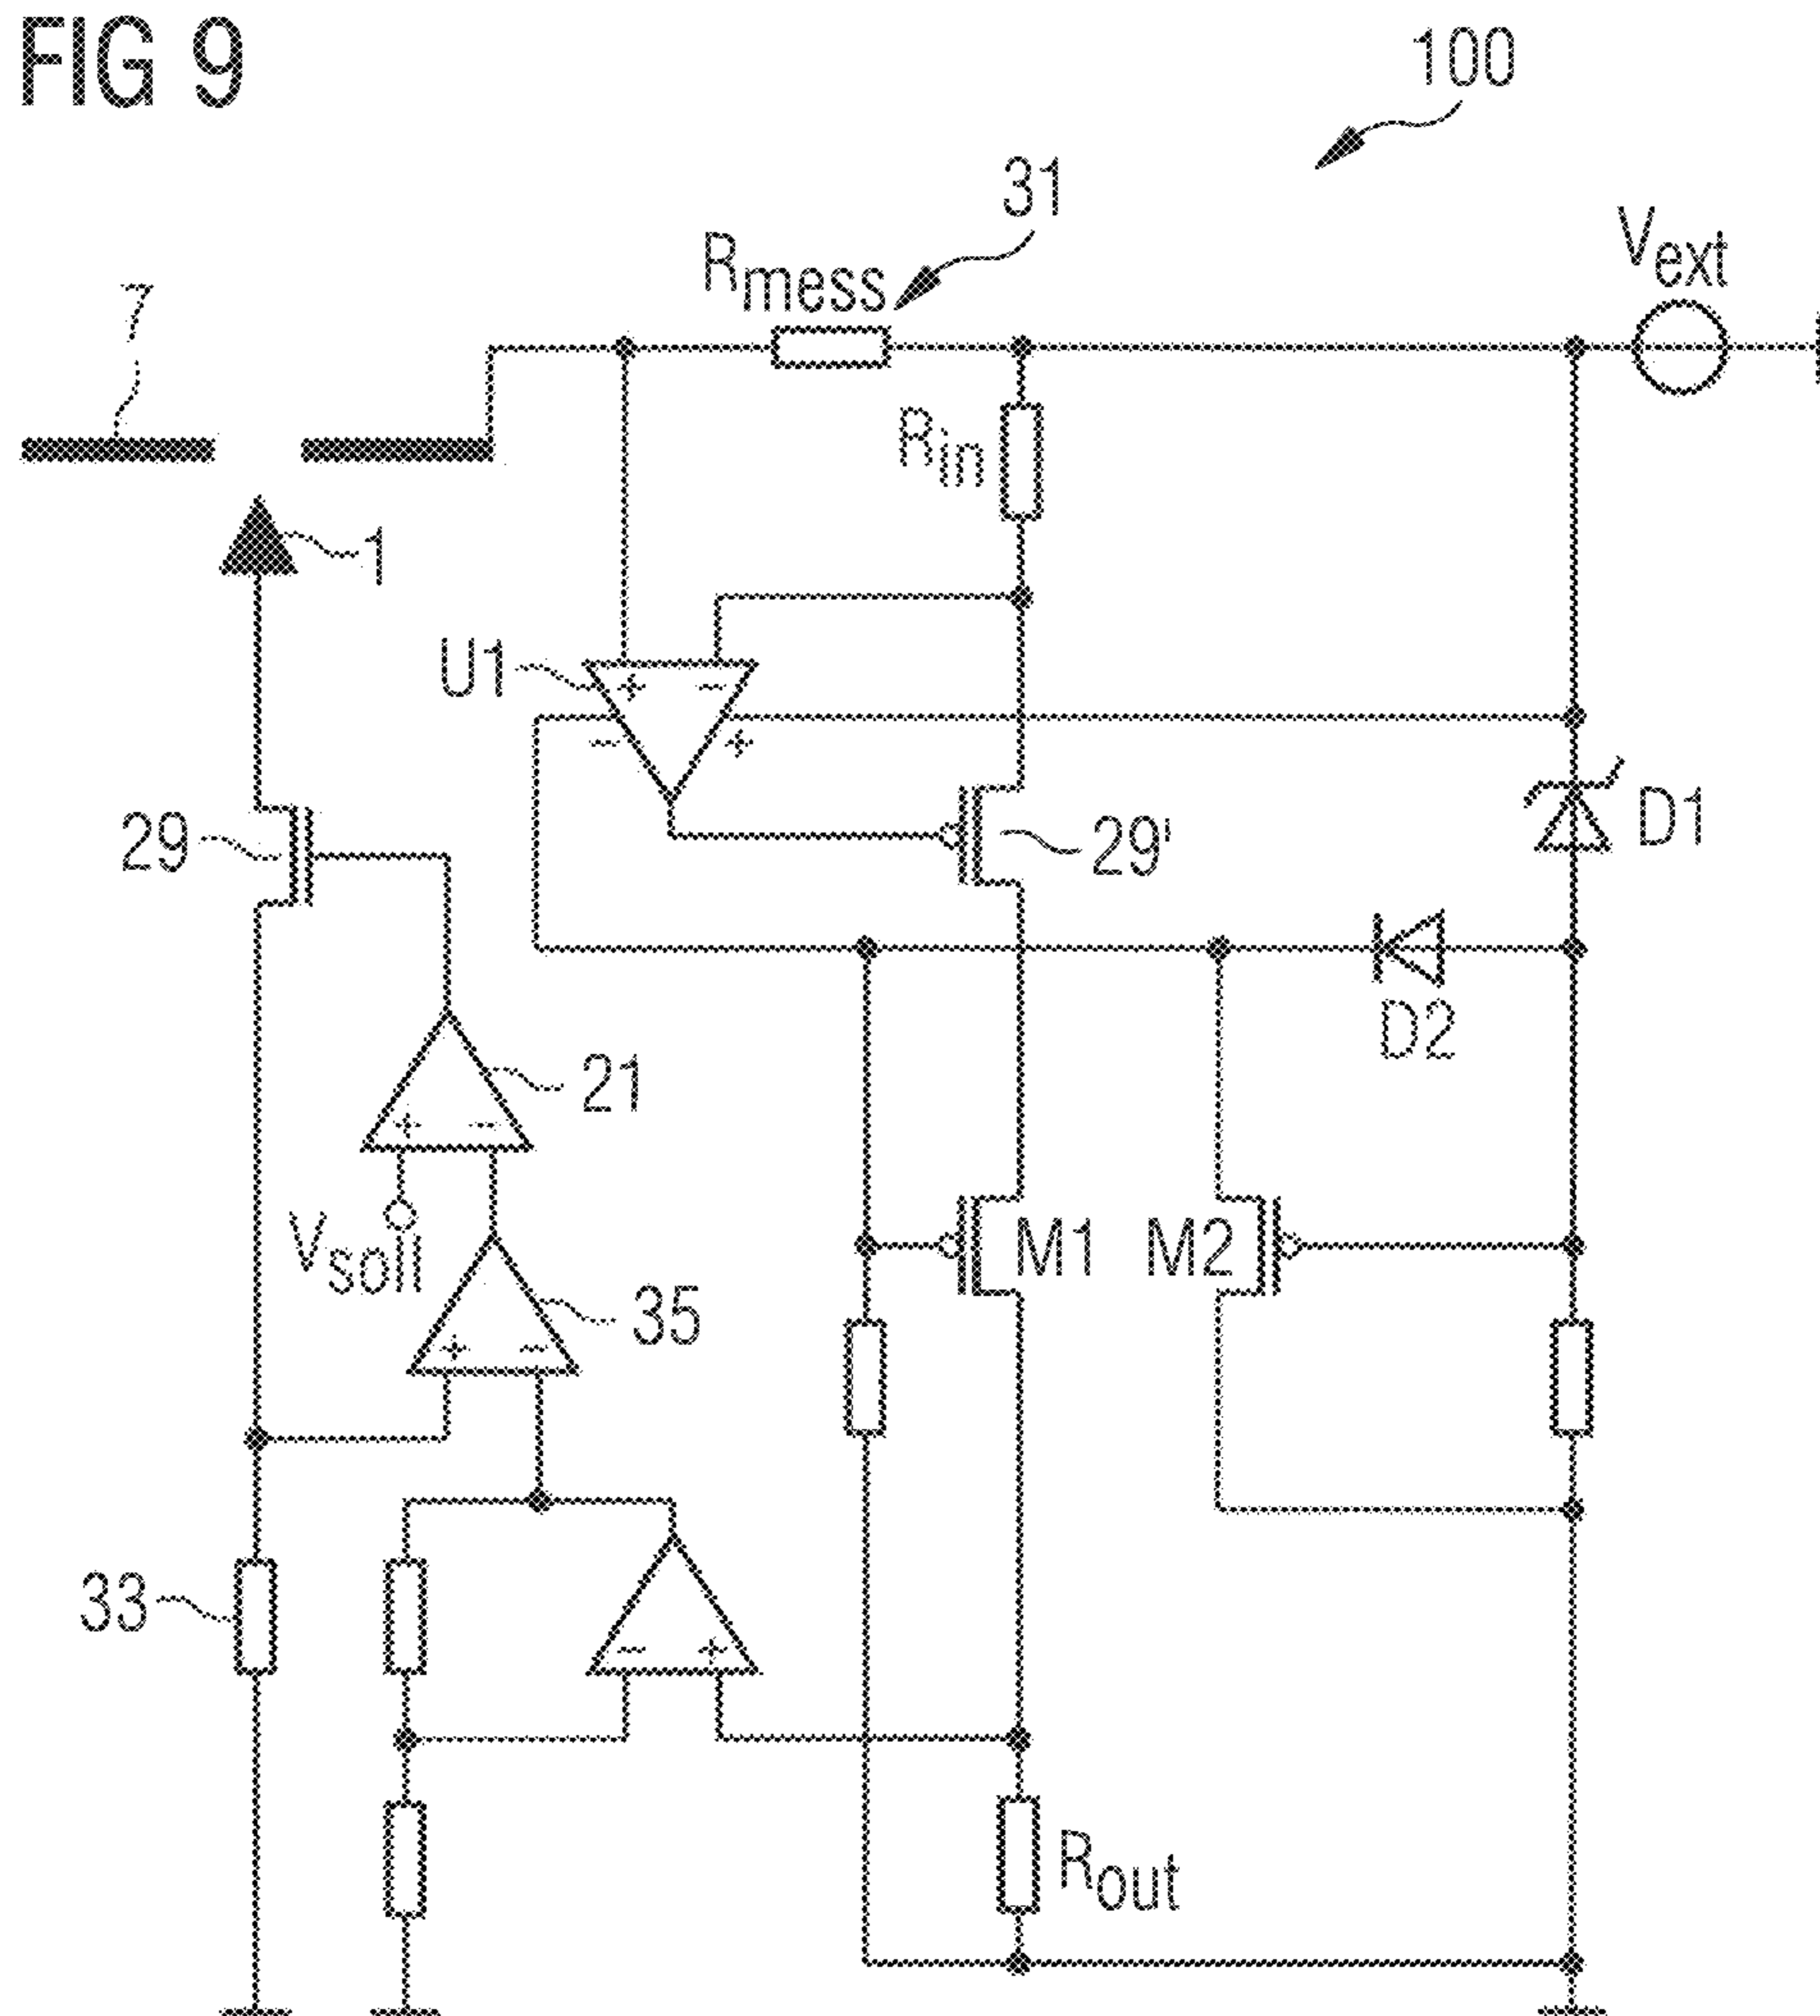 FIG 9
100
31
Rmess
Vext
7
Rin
1
U1
+ −
− +
29
29'
D1
D2
21
+ −
Vsoll
M1
M2
35
+ −
33
− +
Rout